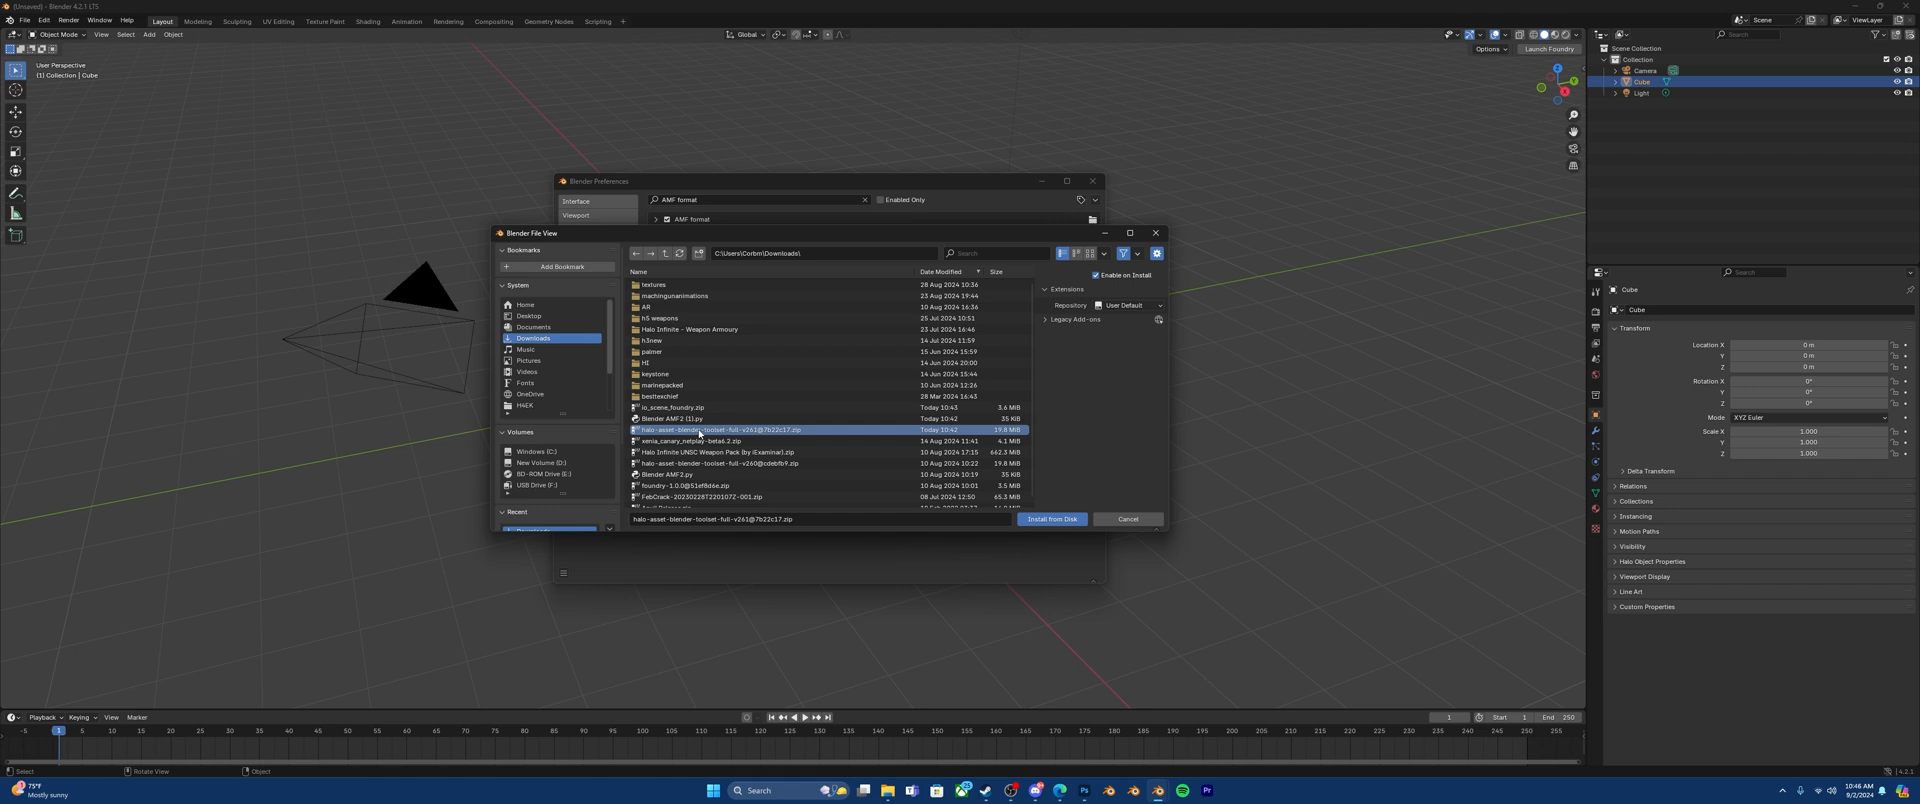 (Unsaved) - Blender 4.2.1 LTS
File Edit Render Window Help Layout Modeling Sculpting UV Editing Texture Paint Shading Animation Rendering Compositing Geometry Nodes Scripting + Scene ViewLayer
Object Mode View Select Add Object Global Search
Options Launch Foundry Scene Collection
User Perspective
(1) Collection | Cube
Collection
Camera
Cube
Light
Z
Y
X
Blender Preferences
Interface AMF format Enabled Only
Viewport AMF format
Blender File View
Bookmarks C:\Users\Corbm\Downloads\ Search
Add Bookmark Name Date Modified Size
Enable on Install
System textures 28 Aug 2024 10:36 Extensions
machingunanimations 23 Aug 2024 19:44
Home AR 10 Aug 2024 16:36 Repository User Default
Desktop h5 weapons 25 Jul 2024 10:51 Legacy Add-ons
Documents Halo Infinite - Weapon Armoury 23 Jul 2024 16:46
Downloads h3new 14 Jul 2024 11:59
Music palmer 15 Jun 2024 15:59
Pictures HI 14 Jun 2024 20:00
Videos keystone 14 Jun 2024 15:44
Fonts marinepacked 10 Jun 2024 12:26
OneDrive besttexchief 28 Mar 2024 16:43
H4EK io_scene_foundry.zip Today 10:43 3.6 MiB
Blender AMF2 (1).py Today 10:42 35 KiB
Volumes halo-asset-blender-toolset-full-v261@7b22c17.zip Today 10:42 19.8 MiB
xenia_canary_netplay-beta6.2.zip 14 Aug 2024 11:41 4.1 MiB
Windows (C:) Halo Infinite UNSC Weapon Pack (by iExaminar).zip 10 Aug 2024 17:15 662.3 MiB
New Volume (D:) halo-asset-blender-toolset-full-v260@cdebfb9.zip 10 Aug 2024 10:22 19.8 MiB
BD-ROM Drive (E:) Blender AMF2.py 10 Aug 2024 10:19 35 KiB
USB Drive (F:) foundry-1.0.0@51ef8d6e.zip 10 Aug 2024 10:01 3.5 MiB
FebCrack-20230228T220107Z-001.zip 08 Jul 2024 12:50 65.3 MiB
Recent
halo-asset-blender-toolset-full-v261@7b22c17.zip Install from Disk Cancel
Search
Cube
Cube
Transform
Location X 0 m
Y 0 m
Z 0 m
Rotation X 0°
Y 0°
Z 0°
Mode XYZ Euler
Scale X 1.000
Y 1.000
Z 1.000
Delta Transform
Relations
Collections
Instancing
Motion Paths
Visibility
Halo Object Properties
Viewport Display
Line Art
Custom Properties
Playback Keying View Marker 1 Start 1 End 250
-5 1 5 10 15 20 25 30 35 40 45 50 55 60 65 70 75 80 85 90 95 100 105 110 115 120 125 130 135 140 145 150 155 160 165 170 175 180 185 190 195 200 205 210 215 220 225 230 235 240 245 250 255
Select Rotate View Object 4.2.1
75°F
Mostly sunny
Search
10:46 AM
9/2/2024